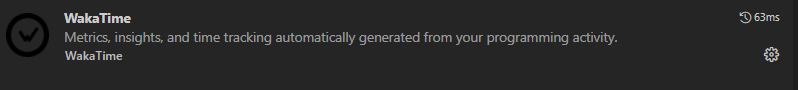 WakaTime
63ms
Metrics, insights, and time tracking automatically generated from your programming activity.
WakaTime